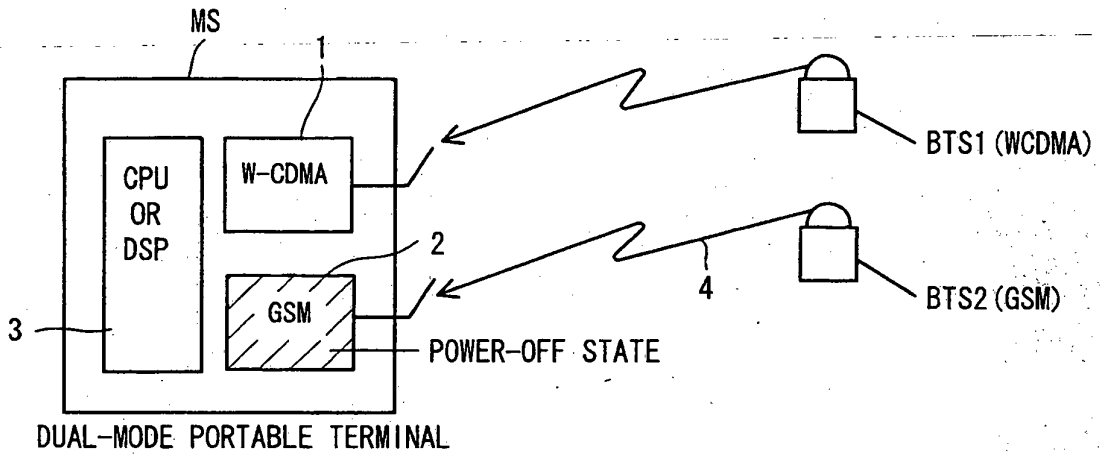 MS
1
W-CDMA
CPU
OR
DSP
BTS1(WCDMA)
2
GSM
4
BTS2(GSM)
3
POWER-OFF STATE
DUAL-MODE PORTABLE TERMINAL